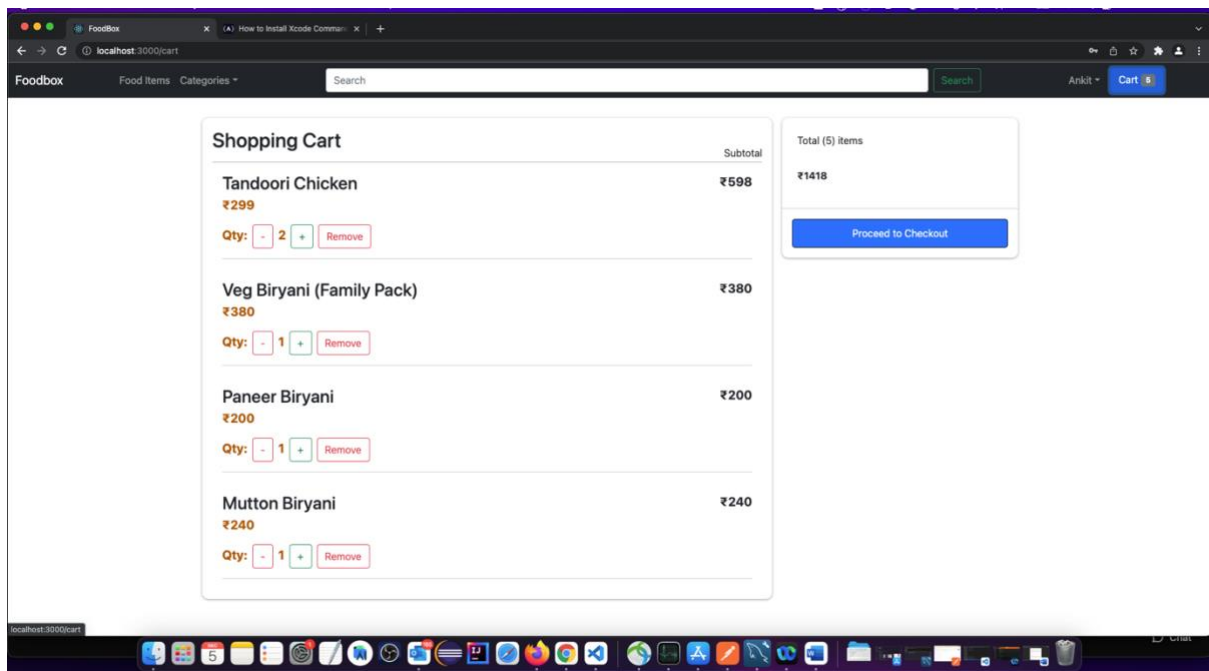 FoodBox
How to Install Xcode Comman
localhost:3000/cart
Foodbox Food Items Categories Search Search Ankit Cart 5
Shopping Cart
Subtotal
Tandoori Chicken ₹598
₹299
Qty: - 2 + Remove
Veg Biryani (Family Pack) ₹380
₹380
Qty: - 1 + Remove
Paneer Biryani ₹200
₹200
Qty: - 1 + Remove
Mutton Biryani ₹240
₹240
Qty: - 1 + Remove
Total (5) items
₹1418
Proceed to Checkout
localhost:3000/cart
Chat
5